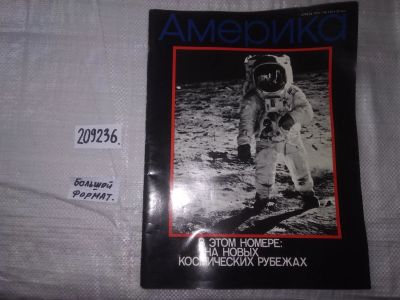 Америка
209236.
БОЛЬШОЙ
ФОРМАТ.
В ЭТОМ НОМЕРЕ:
НА НОВЫХ
КОСМИЧЕСКИХ РУБЕЖАХ